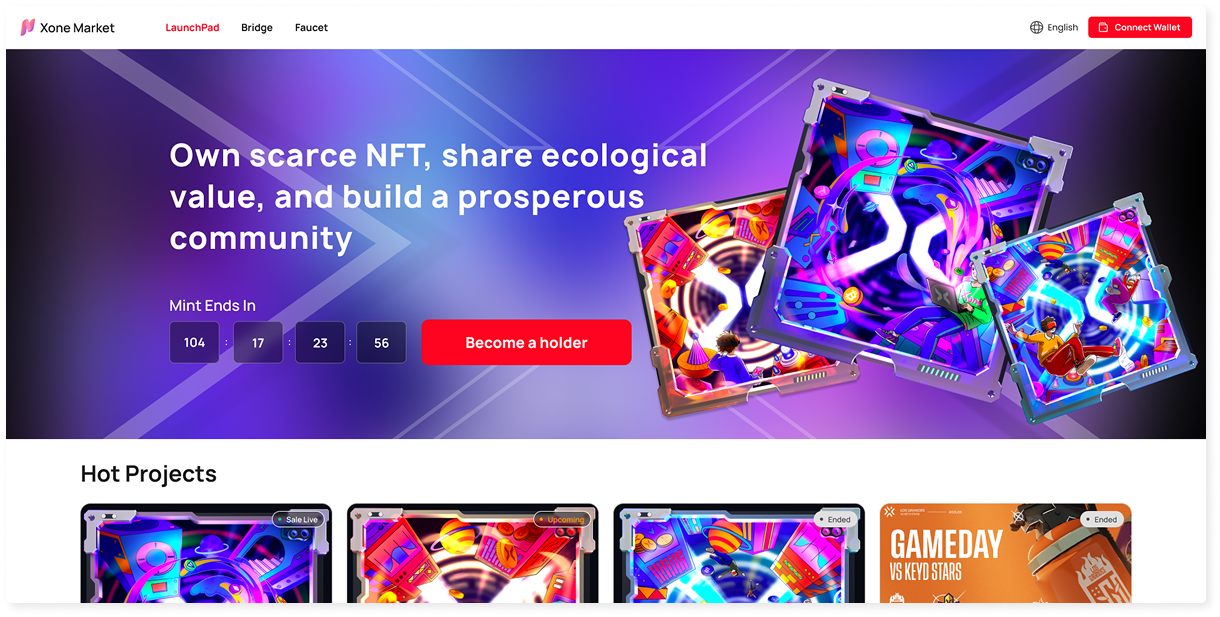 Xone Market
LaunchPad
Bridge
Faucet
English
Connect Wallet
Own scarce NFT, share ecological
value, and build a prosperous
community
Mint Ends In
104 : 17 : 23 : 56
Become a holder
Hot Projects
Sale Live
Upcoming
Ended
Ended
GAMEDAY
VS KEYD STARS